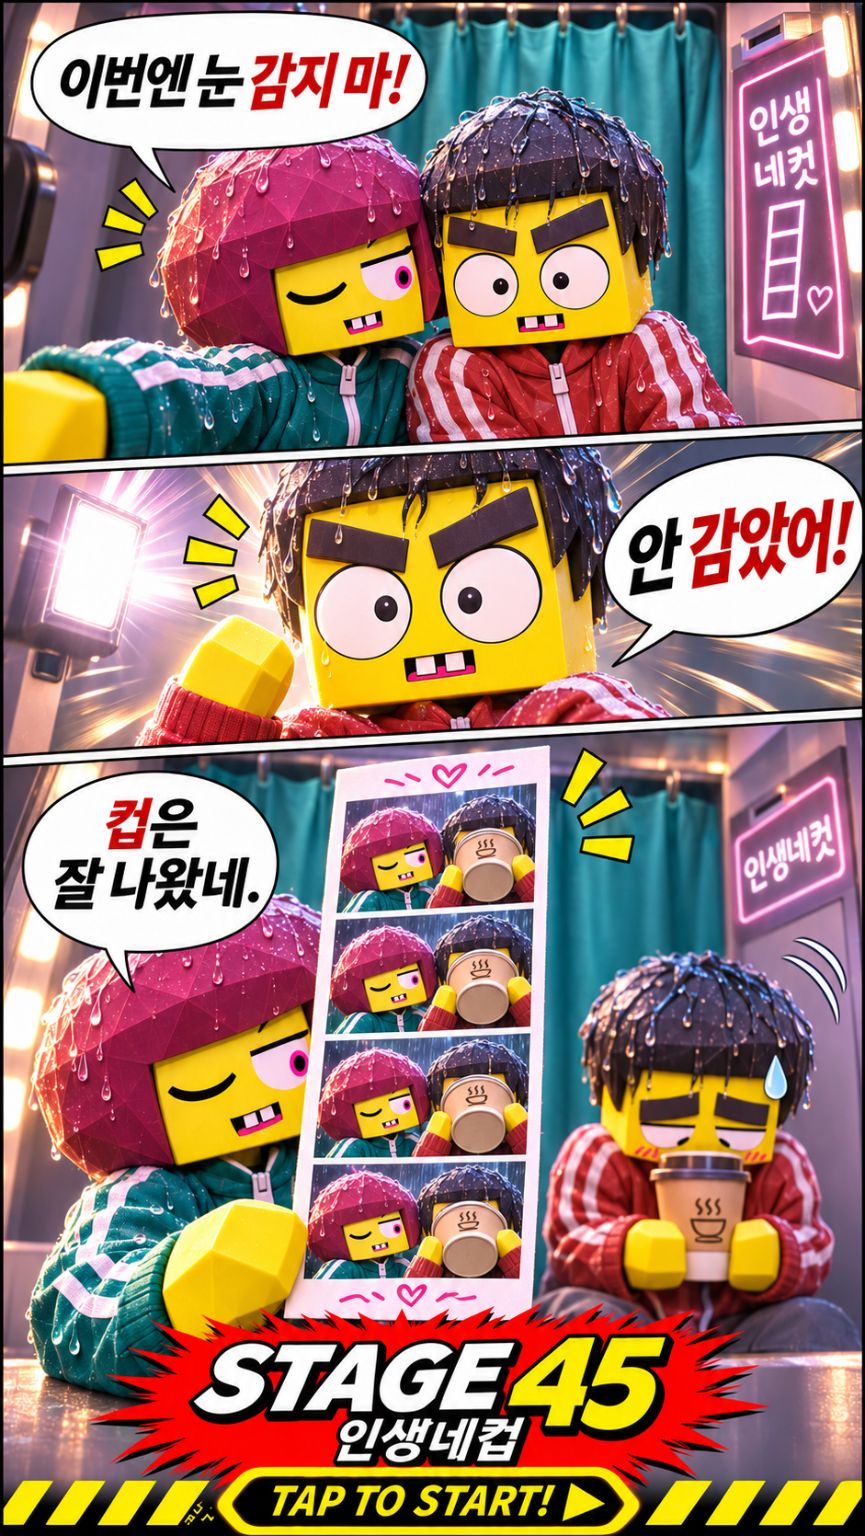 이번엔 눈 감지 마!
인생
네컷
안 감았어!
컵은
잘 나왔네.
인생네컷
STAGE 45
인생네컵
TAP TO START!